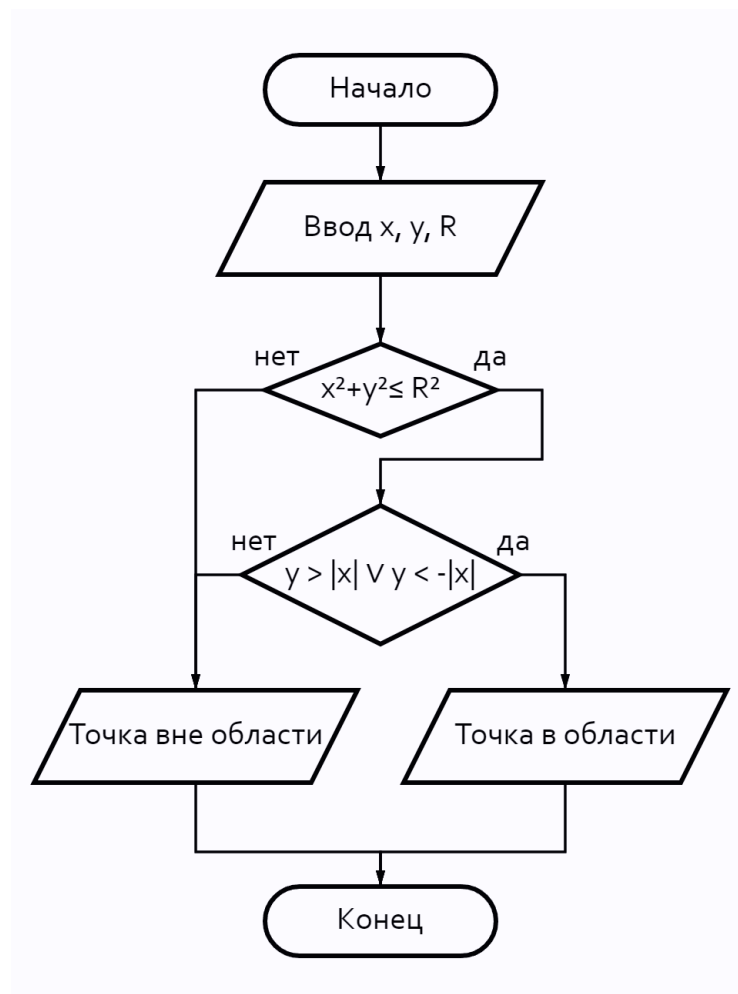 Начало
Ввод x, y, R
нет
да
x²+y²≤ R²
нет
да
y > |x| V y < -|x|
Точка вне области
Точка в области
Конец